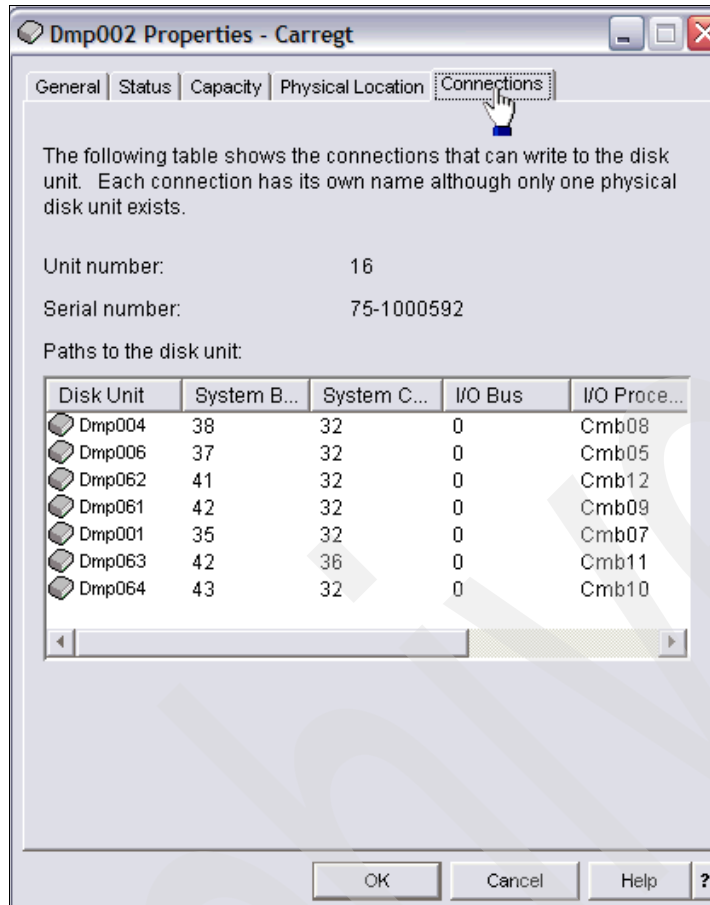 Dmp002 Properties - Carregt
General Status Capacity Physical Location Connections
The following table shows the connections that can write to the disk
unit. Each connection has its own name although only one physical
disk unit exists.
Unit number: 16
Serial number: 75-1000592
Paths to the disk unit:
Disk Unit System B... System C... I/O Bus I/O Proce...
Dmp004 38 32 0 Cmb08
Dmp006 37 32 0 Cmb05
Dmp062 41 32 0 Cmb12
Dmp061 42 32 0 Cmb09
Dmp001 35 32 0 Cmb07
Dmp063 42 36 0 Cmb11
Dmp064 43 32 0 Cmb10
OK Cancel Help ?